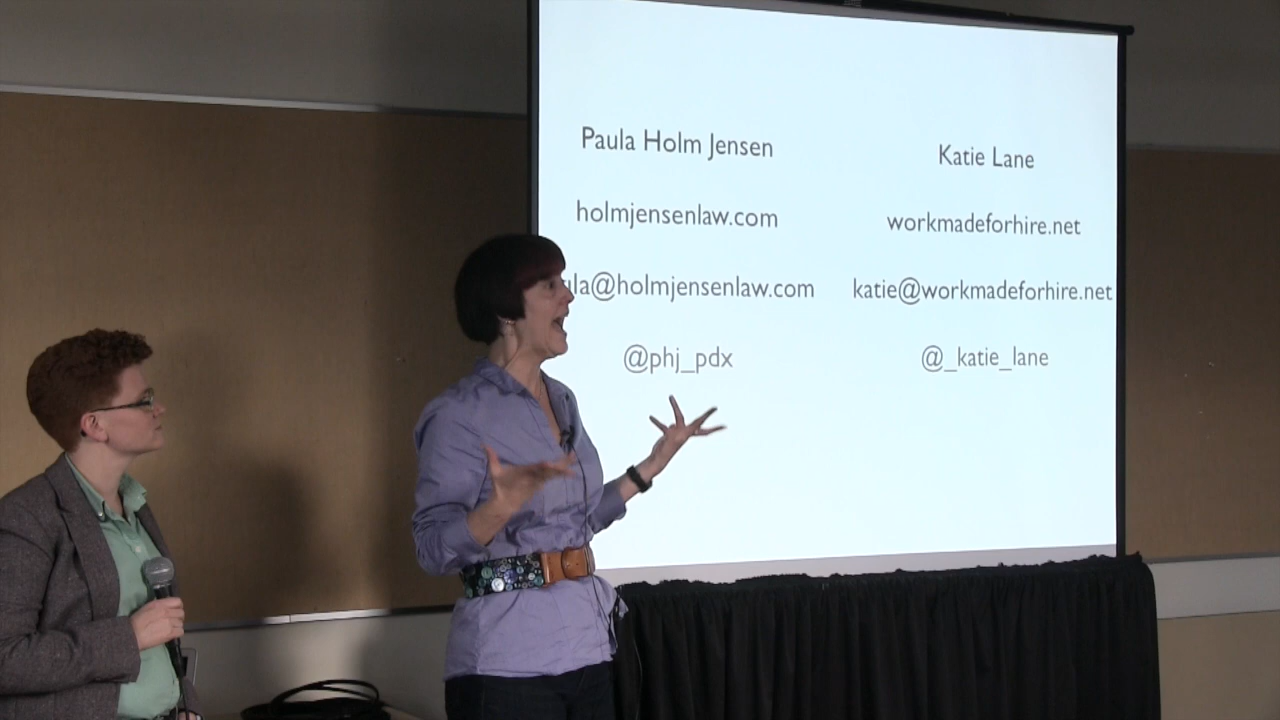 Paula Holm Jensen
holmjensenlaw.com
ula@holmjensenlaw.com
@phj_pdx
Katie Lane
workmadeforhire.net
katie@workmadeforhire.net
@_katie_lane